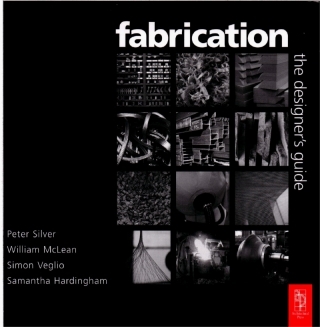 fabrication
the designer's guide
Peter Silver
William McLean
Simon Veglio
Samantha Hardingham